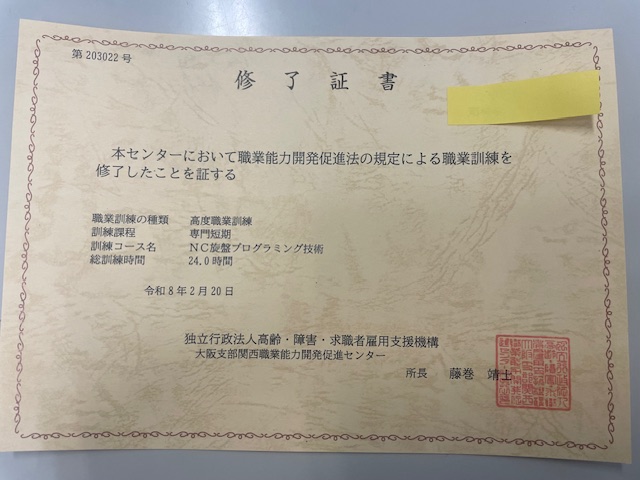 第 203022 号
修了証書
本センターにおいて職業能力開発促進法の規定による職業訓練を
修了したことを証する
職業訓練の種類 高度職業訓練
訓練課程 専門短期
訓練コース名 ＮＣ旋盤プログラミング技術
総訓練時間 24.0 時間
令和８年２月２０日
独立行政法人高齢・障害・求職者雇用支援機構
大阪支部関西職業能力開発促進センター
所長 藤巻 靖士